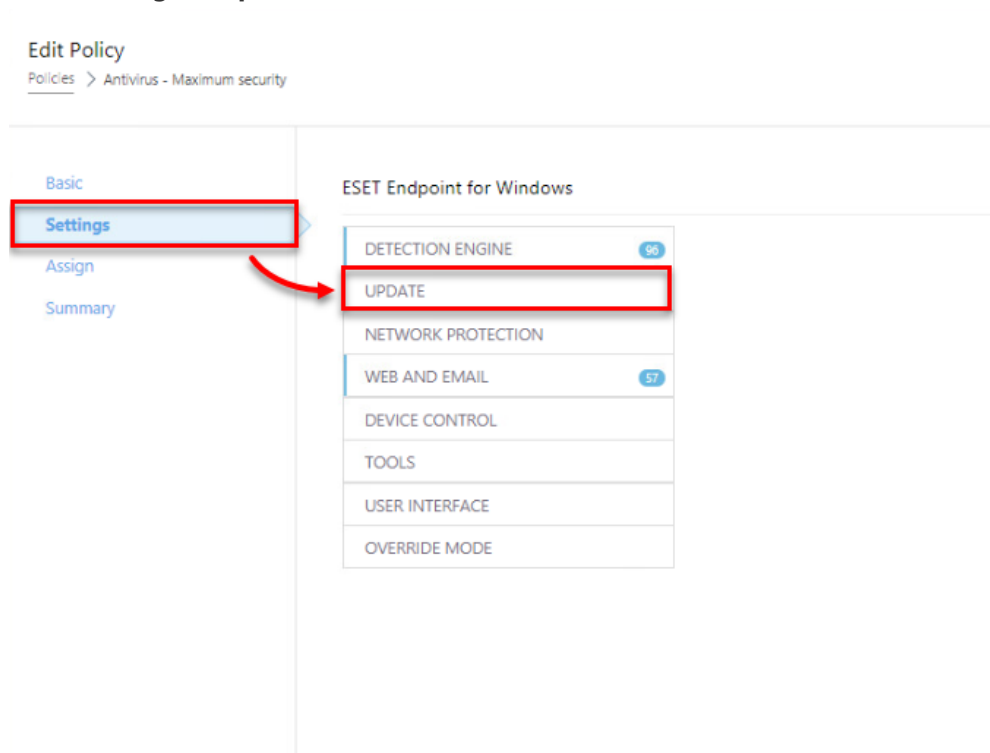 Edit Policy
Policies > Antivirus - Maximum security
Basic
Settings
Assign
Summary
ESET Endpoint for Windows
DETECTION ENGINE 96
UPDATE
NETWORK PROTECTION
WEB AND EMAIL 57
DEVICE CONTROL
TOOLS
USER INTERFACE
OVERRIDE MODE